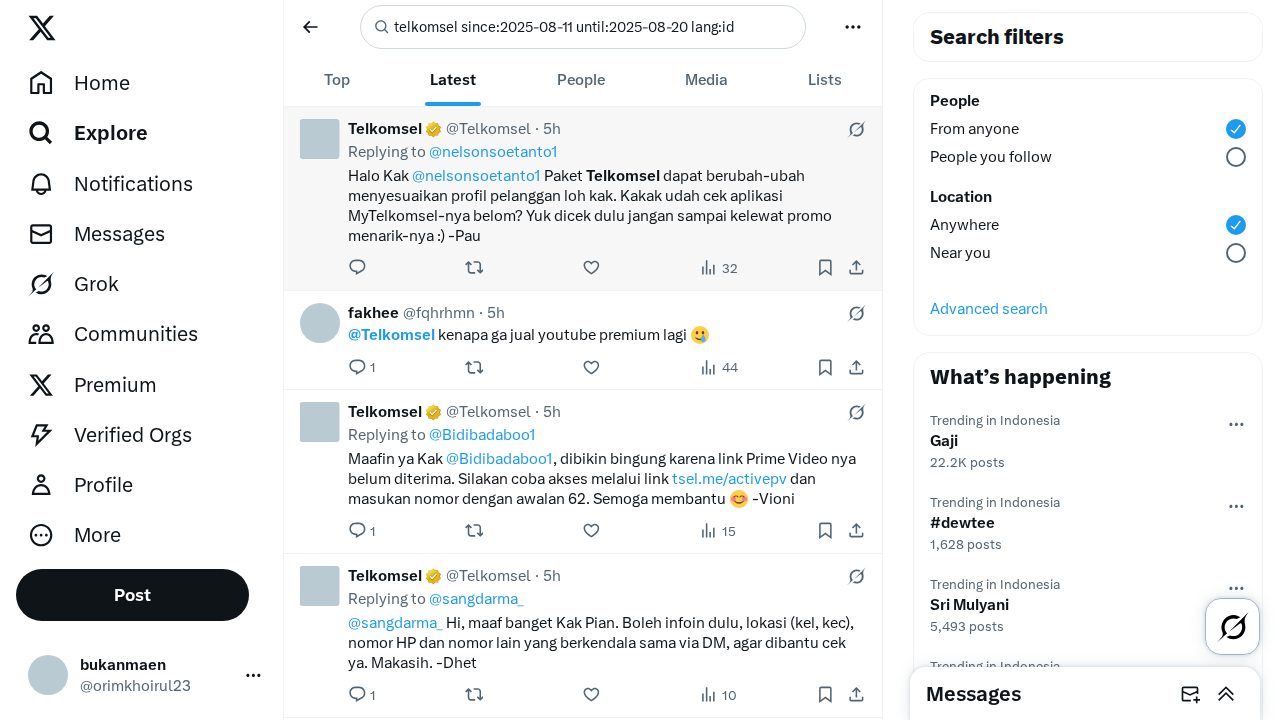 telkomsel since:2025-08-11 until:2025-08-20 lang:id
Top
Latest
People
Media
Lists
Home
Explore
Notifications
Messages
Grok
Communities
Premium
Verified Orgs
Profile
More
Post
bukanmaen
@orimkhoirul23
Telkomsel @Telkomsel · 5h
Replying to @nelsonsoetanto1
Halo Kak @nelsonsoetanto1 Paket Telkomsel dapat berubah-ubah
menyesuaikan profil pelanggan loh kak. Kakak udah cek aplikasi
MyTelkomsel-nya belom? Yuk dicek dulu jangan sampai kelewat promo
menarik-nya :) -Pau
32
fakhee @fqhrhmn · 5h
@Telkomsel kenapa ga jual youtube premium lagi 🥲
1
44
Telkomsel @Telkomsel · 5h
Replying to @Bidibadaboo1
Maafin ya Kak @Bidibadaboo1, dibikin bingung karena link Prime Video nya
belum diterima. Silakan coba akses melalui link tsel.me/activepv dan
masukan nomor dengan awalan 62. Semoga membantu 😊 -Vioni
1
15
Telkomsel @Telkomsel · 5h
Replying to @sangdarma_
@sangdarma_ Hi, maaf banget Kak Pian. Boleh infoin dulu, lokasi (kel, kec),
nomor HP dan nomor lain yang berkendala sama via DM, agar dibantu cek
ya. Makasih. -Dhet
1
10
Search filters
People
From anyone
People you follow
Location
Anywhere
Near you
Advanced search
What's happening
Trending in Indonesia
Gaji
22.2K posts
Trending in Indonesia
#dewtee
1,628 posts
Trending in Indonesia
Sri Mulyani
5,493 posts
Trending in Indonesia
Messages